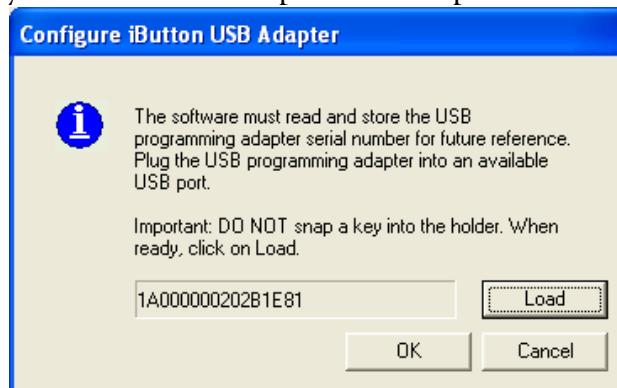 Configure iButton USB Adapter
The software must read and store the USB
programming adapter serial number for future reference.
Plug the USB programming adapter into an available
USB port.
Important: DO NOT snap a key into the holder. When
ready, click on Load.
1A000000202B1E81
Load
OK
Cancel